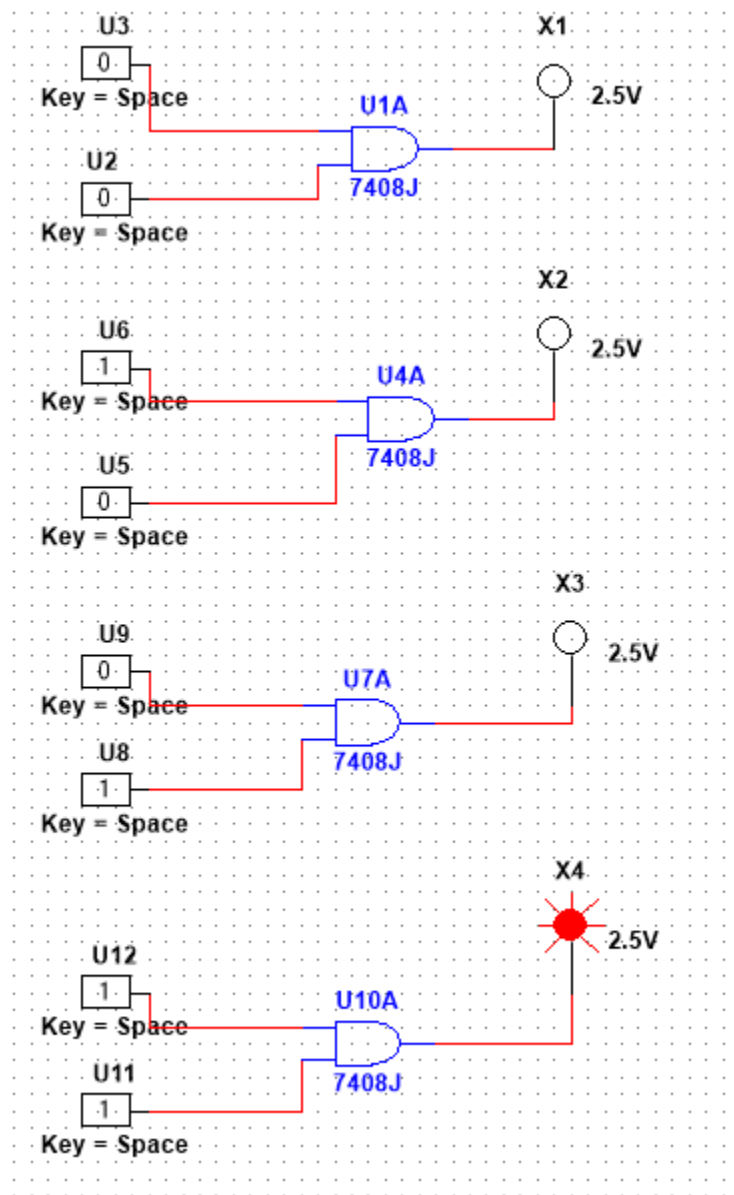 U3
X1
0
Key = Space
2.5V
U1A
U2
7408J
0
Key = Space
X2
U6
2.5V
1
U4A
Key = Space
7408J
U5
0
Key = Space
X3
U9
2.5V
0
U7A
Key = Space
U8
7408J
1
Key = Space
X4
2.5V
U12
1
U10A
Key = Space
U11
7408J
1
Key = Space